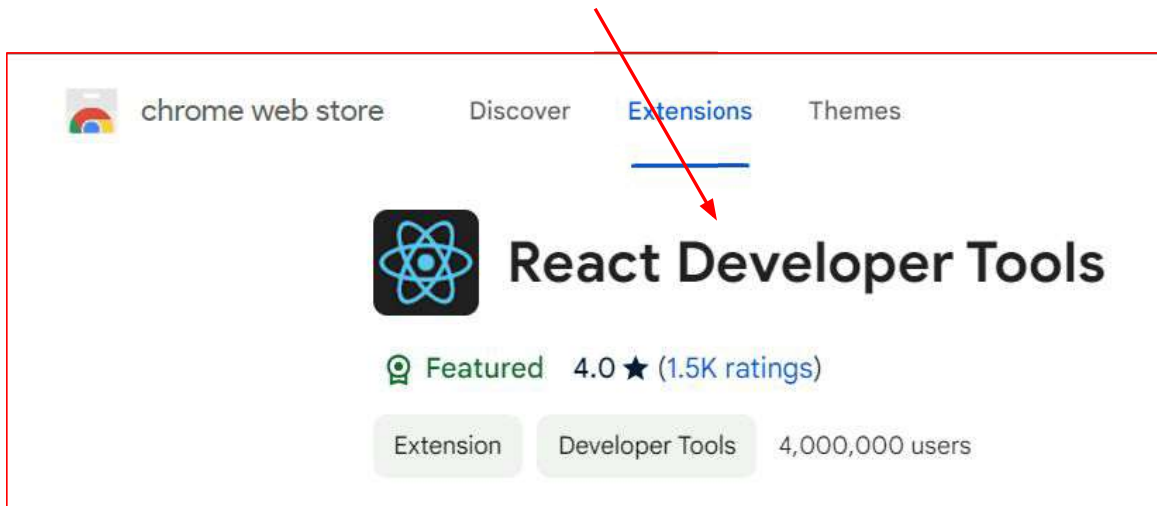 chrome web store Discover Extensions Themes
React Developer Tools
Featured 4.0 ★ (1.5K ratings)
Extension Developer Tools 4,000,000 users